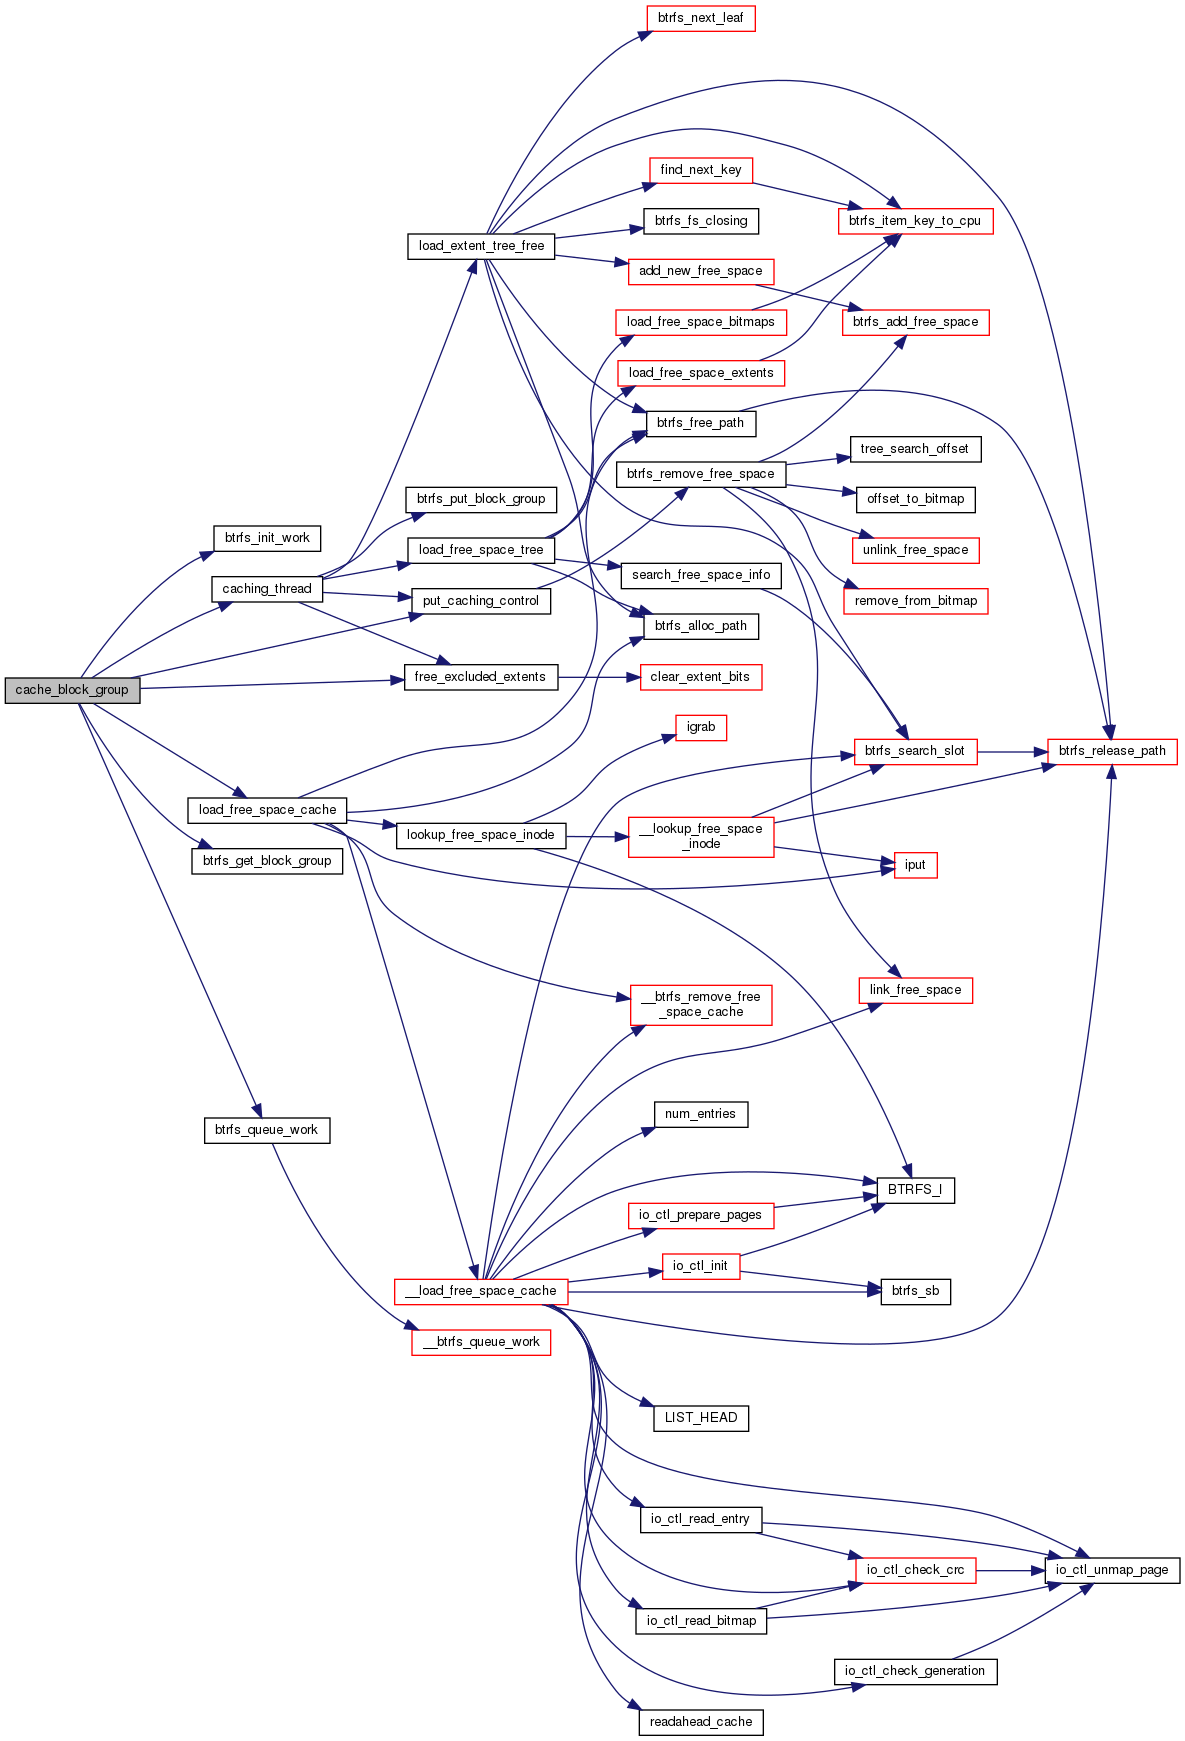 btrfs_next_leaf
find_next_key
btrfs_item_key_to_cpu
btrfs_fs_closing
load_extent_tree_free
add_new_free_space
load_free_space_bitmaps
btrfs_add_free_space
load_free_space_extents
btrfs_free_path
tree_search_offset
btrfs_remove_free_space
btrfs_put_block_group
offset_to_bitmap
btrfs_init_work
load_free_space_tree
unlink_free_space
search_free_space_info
caching_thread
put_caching_control
remove_from_bitmap
btrfs_alloc_path
free_excluded_extents
clear_extent_bits
cache_block_group
igrab
btrfs_search_slot
btrfs_release_path
load_free_space_cache
lookup_free_space_inode
__lookup_free_space
_inode
btrfs_get_block_group
iput
link_free_space
__btrfs_remove_free
_space_cache
num_entries
btrfs_queue_work
BTRFS_I
io_ctl_prepare_pages
io_ctl_init
__load_free_space_cache
btrfs_sb
__btrfs_queue_work
LIST_HEAD
io_ctl_read_entry
io_ctl_check_crc
io_ctl_unmap_page
io_ctl_read_bitmap
io_ctl_check_generation
readahead_cache